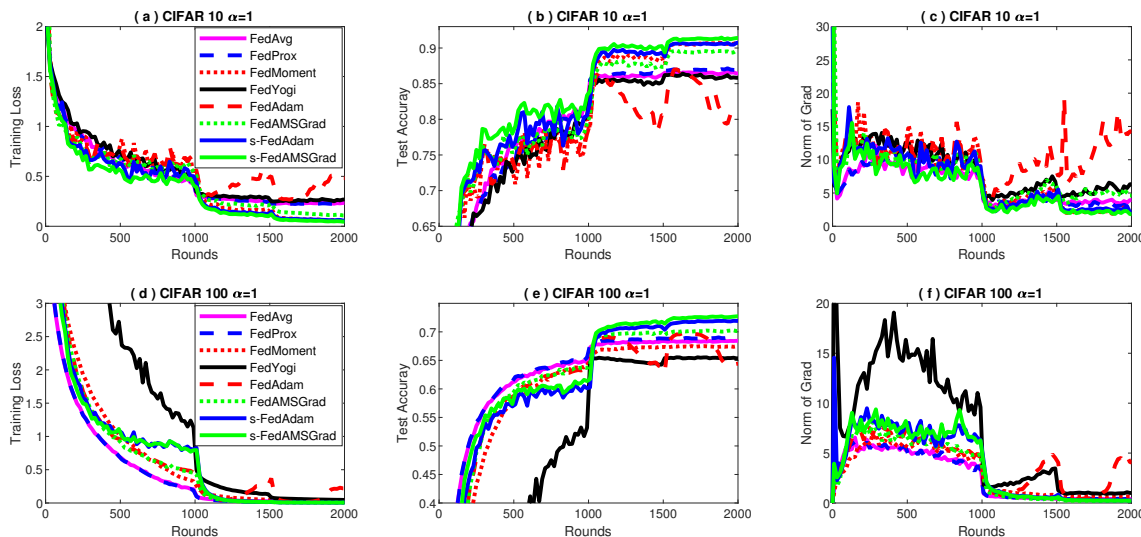 ( a ) CIFAR 10 α=1
2
1.5
1
0.5
0
Training Loss
0
500
1000
1500
2000
Rounds
FedAvg
FedProx
FedMoment
FedYogi
FedAdam
FedAMSGrad
s-FedAdam
s-FedAMSGrad
( b ) CIFAR 10 α=1
0.9
0.85
0.8
0.75
0.7
0.65
Test Accuray
0
500
1000
1500
2000
Rounds
( c ) CIFAR 10 α=1
30
25
20
15
10
5
0
Norm of Grad
0
500
1000
1500
2000
Rounds
( d ) CIFAR 100 α=1
3
2.5
2
1.5
1
0.5
0
Training Loss
0
500
1000
1500
2000
Rounds
FedAvg
FedProx
FedMoment
FedYogi
FedAdam
FedAMSGrad
s-FedAdam
s-FedAMSGrad
( e ) CIFAR 100 α=1
0.7
0.6
0.5
0.4
Test Accuray
0
500
1000
1500
2000
Rounds
( f ) CIFAR 100 α=1
20
15
10
5
0
Norm of Grad
0
500
1000
1500
2000
Rounds